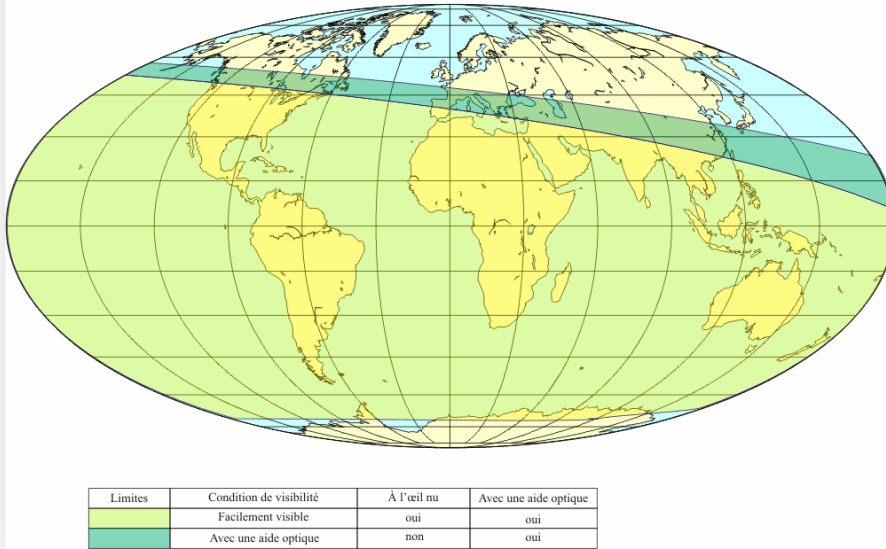 Limites Condition de visibilité À l’œil nu Avec une aide optique
Facilement visible oui oui
Avec une aide optique non oui